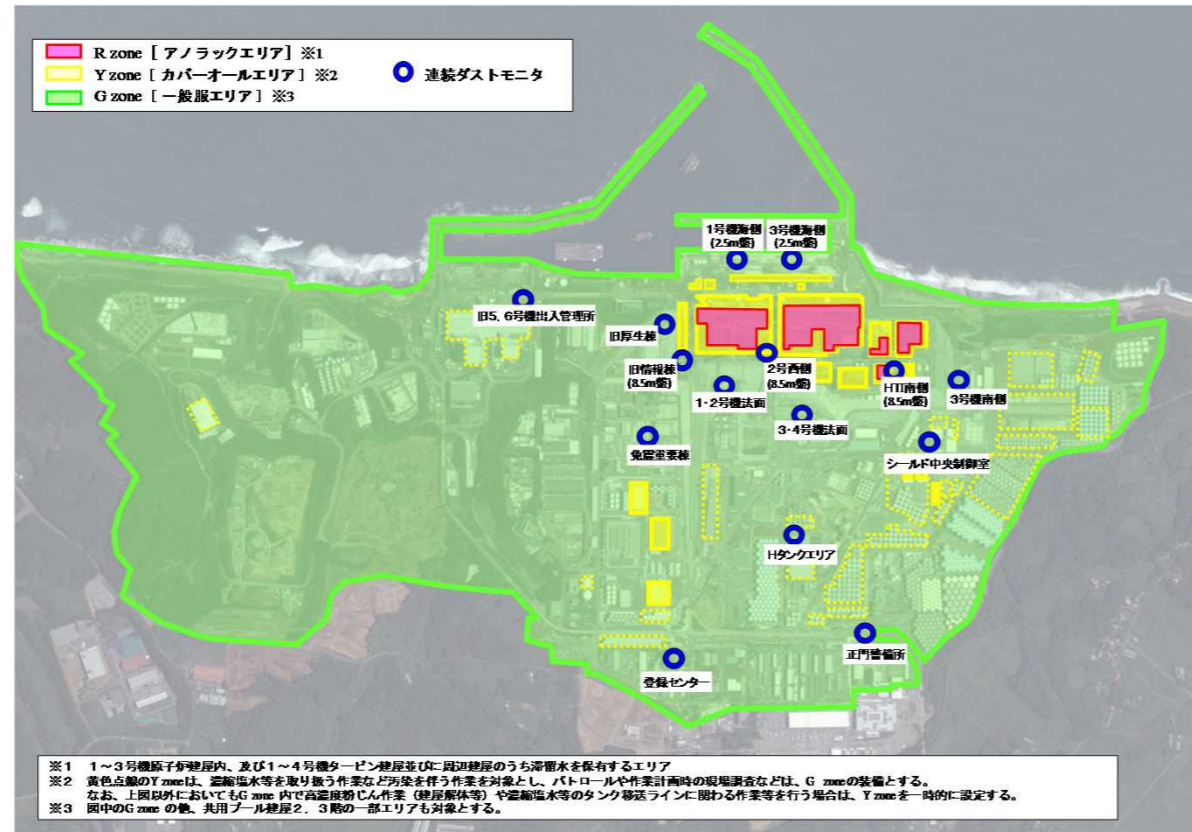 R zone [ アノラックエリア] ※1
Y zone [ カバーオールエリア] ※2
G zone [ 一般服エリア] ※3
連続ダストモニタ
1号機海側
(2.5m盤)
3号機海側
(2.5m盤)
旧5．6号機出入管理所
旧厚生棟
旧情報棟
(8.5m盤)
2号西側
(8.5m盤)
1・2号機法面
HTI南側
(8.5m盤)
3号機南側
3・4号機法面
免震重要棟
シールド中央制御室
Hタンクエリア
正門警備所
登録センター
※1 1～3号機原子炉建屋内、及び1～4号機タービン建屋並びに周辺建屋のうち滞留水を保有するエリア
※2 黄色点線のY zoneは、濃縮塩水等を取り扱う作業など汚染を伴う作業を対象とし、パトロールや作業計画時の現場調査などは、G zoneの装備とする。
なお、上図以外においてもG zone 内で高濃度粉じん作業（建屋解体等）や濃縮塩水等のタンク移送ラインに関わる作業等を行う場合は、Y zoneを一時的に設定する。
※3 図中のG zone の他、共用プール建屋2．3階の一部エリアも対象とする。